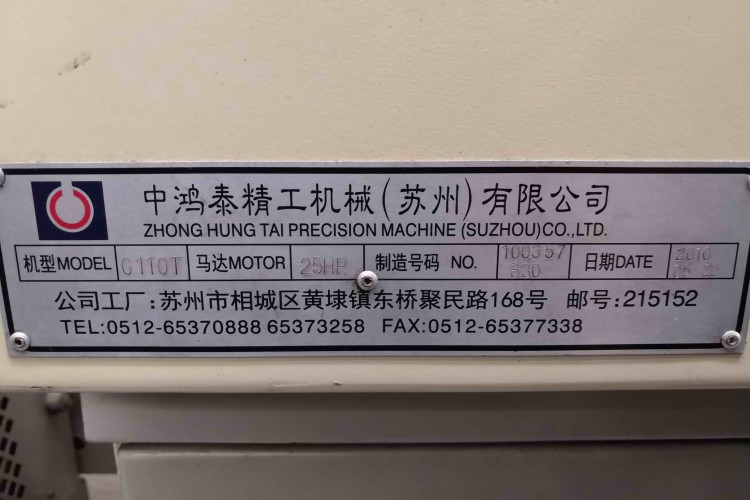 中鸿泰精工机械(苏州)有限公司
ZHONG HUNG TAI PRECISION MACHINE (SUZHOU)CO.,LTD.
机型MODEL G110T 马达MOTOR 25HP 制造号码 NO. 100357 830 日期DATE 2010
公司工厂:苏州市相城区黄埭镇东桥聚民路168号 邮号:215152
TEL:0512-65370888 65373258 FAX:0512-65377338